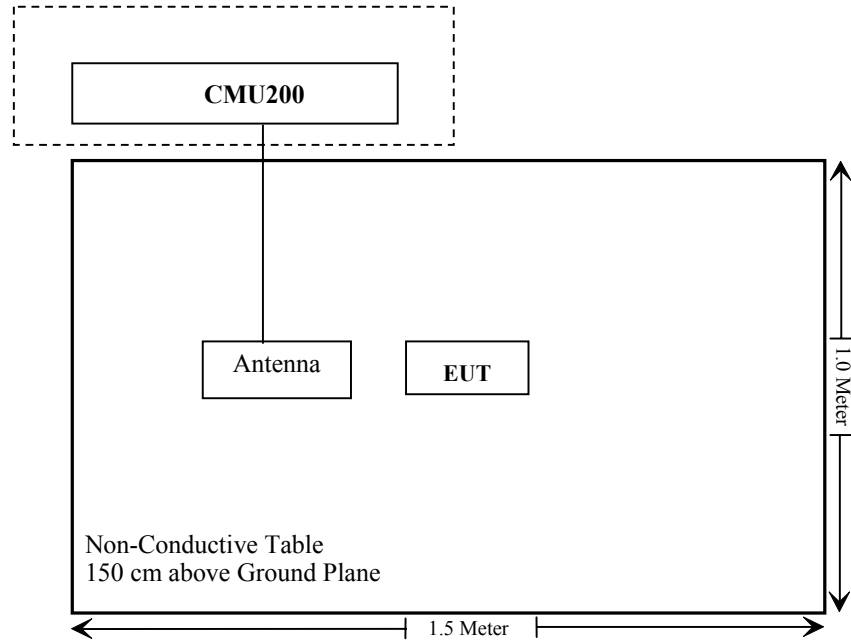 CMU200
Antenna
EUT
1.0 Meter
Non-Conductive Table
150 cm above Ground Plane
1.5 Meter